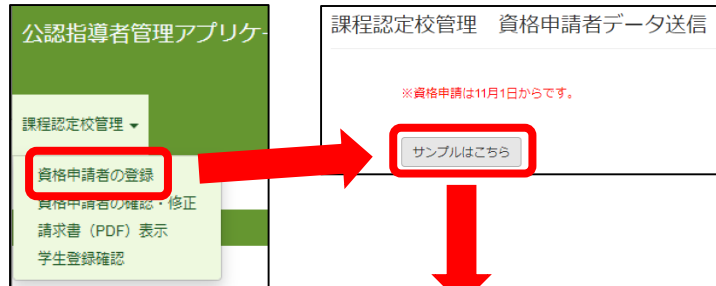 公認指導者管理アプリケー
課程認定校管理
資格申請者の登録
資格申請者の確認・修正
請求書（PDF）表示
学生登録確認
課程認定校管理　資格申請者データ送信
※資格申請は11月1日からです。
サンプルはこちら